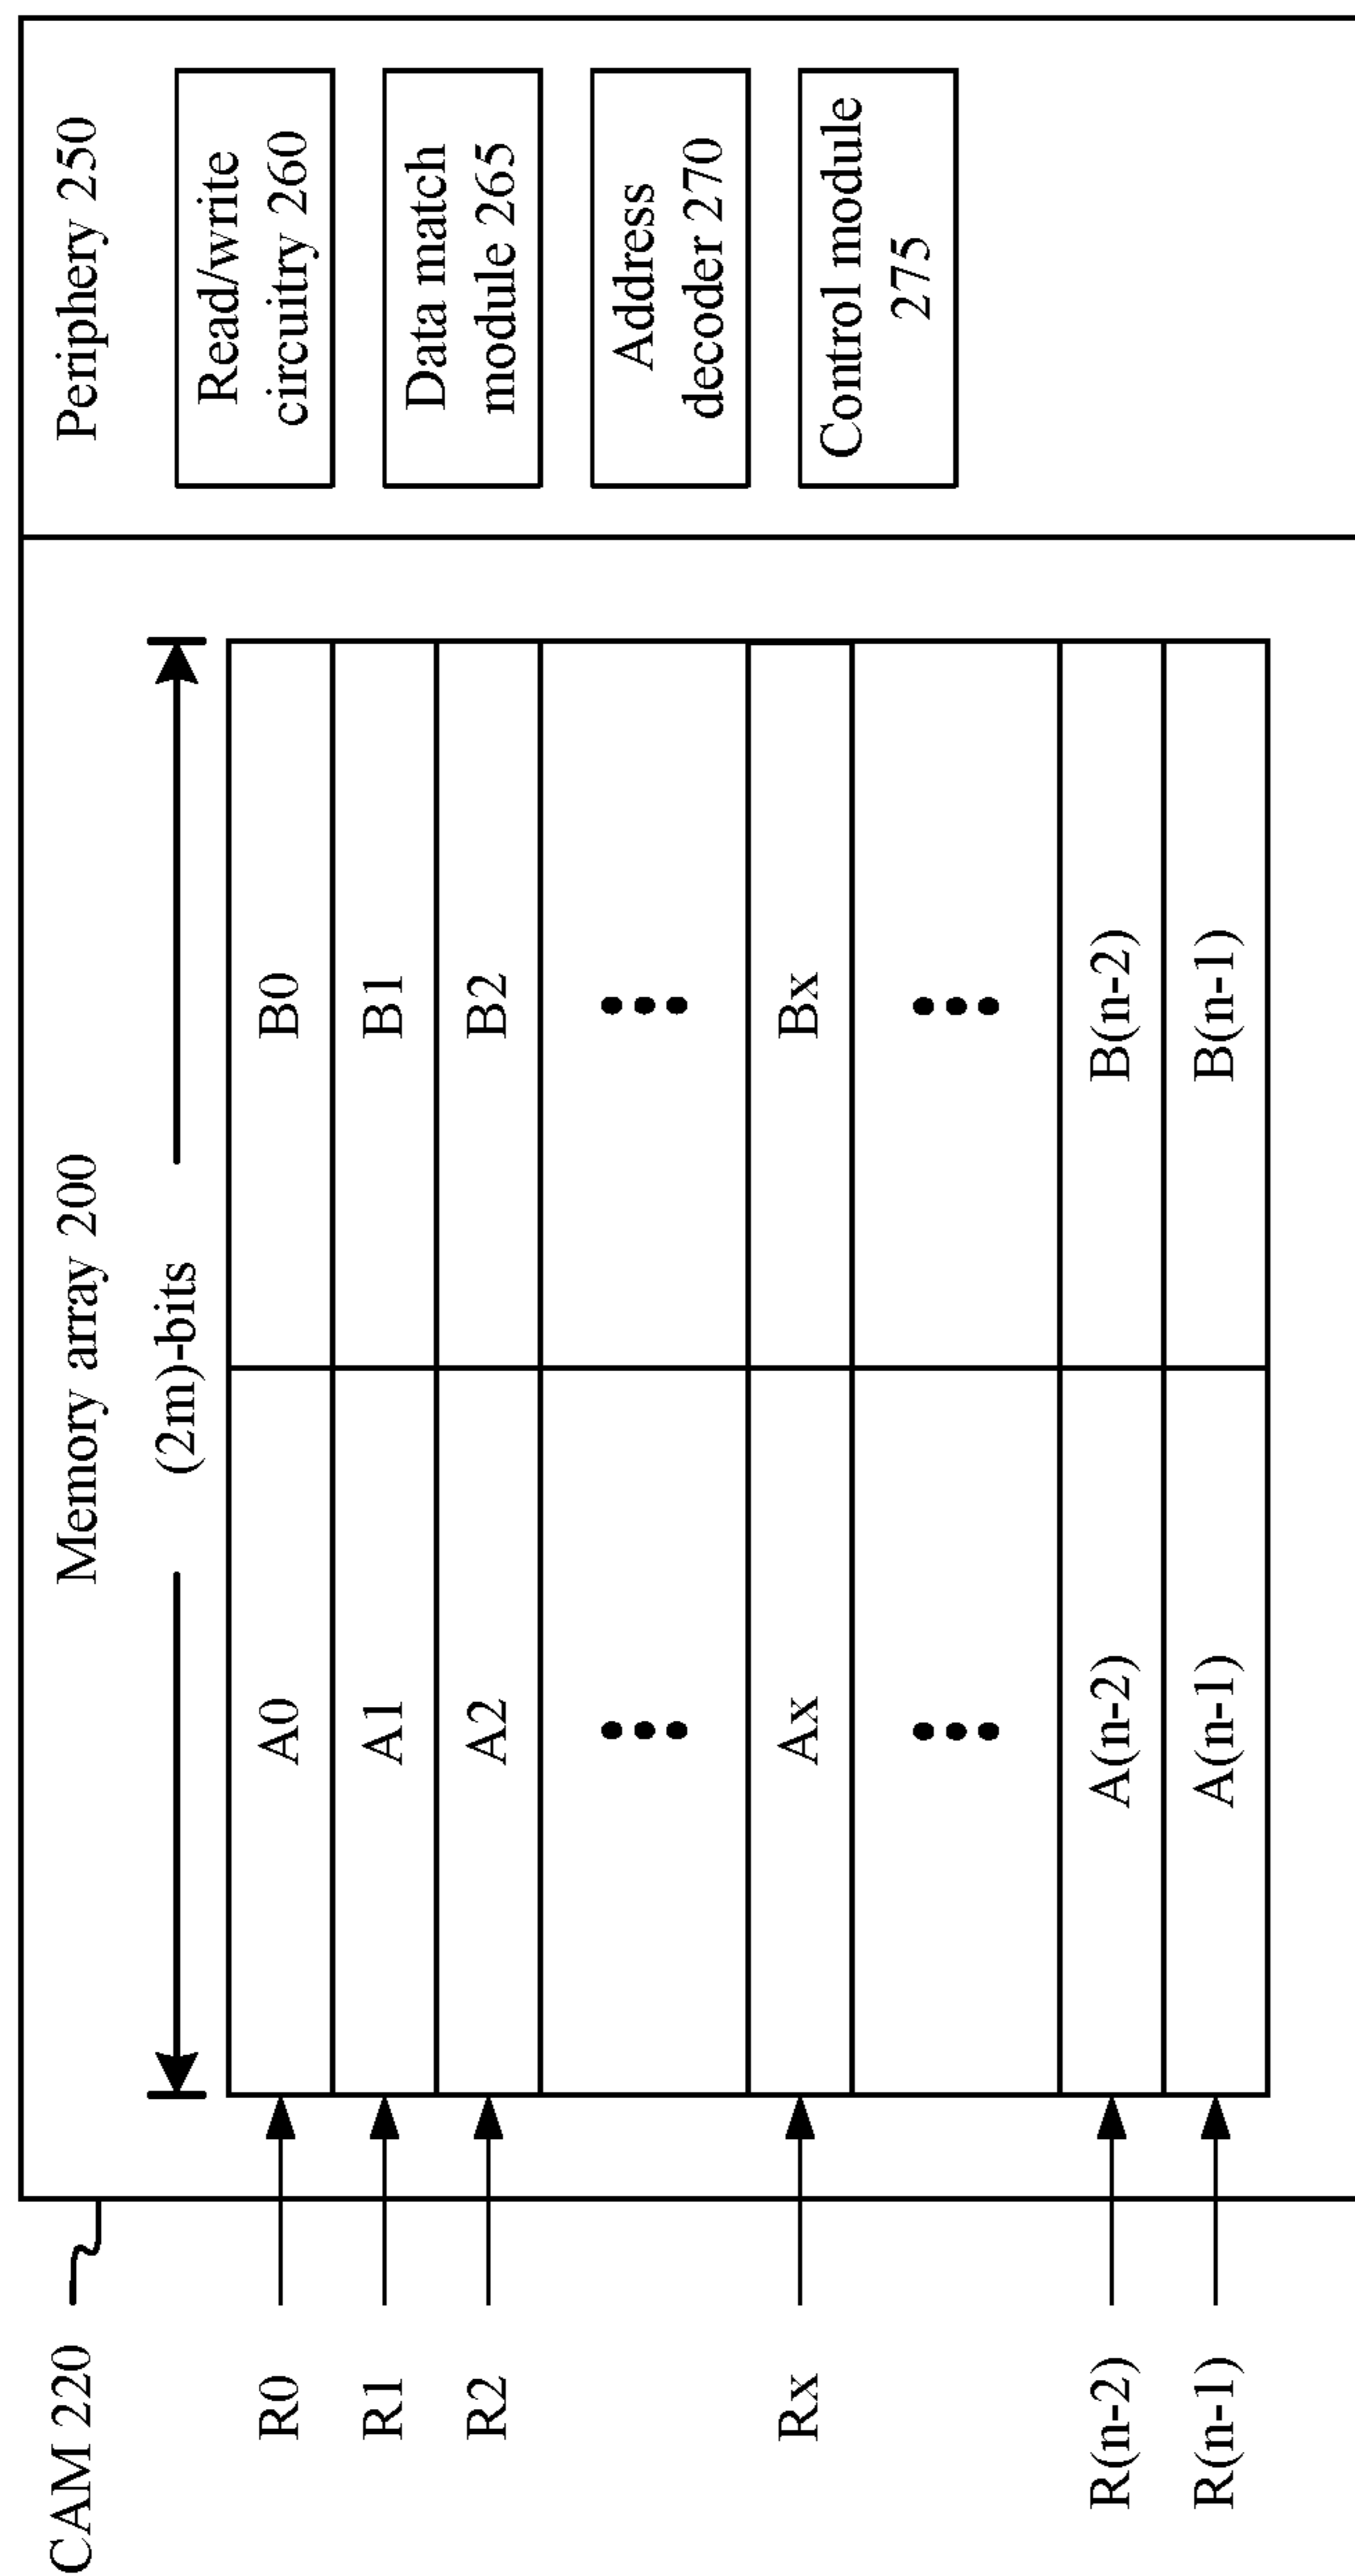 CAM 220
Memory array 200
Periphery 250
(2m)-bits
R0
A0
B0
R1
A1
B1
R2
A2
B2
Rx
Ax
Bx
R(n-2)
A(n-2)
B(n-2)
R(n-1)
A(n-1)
B(n-1)
Read/write
circuitry 260
Data match
module 265
Address
decoder 270
Control module
275